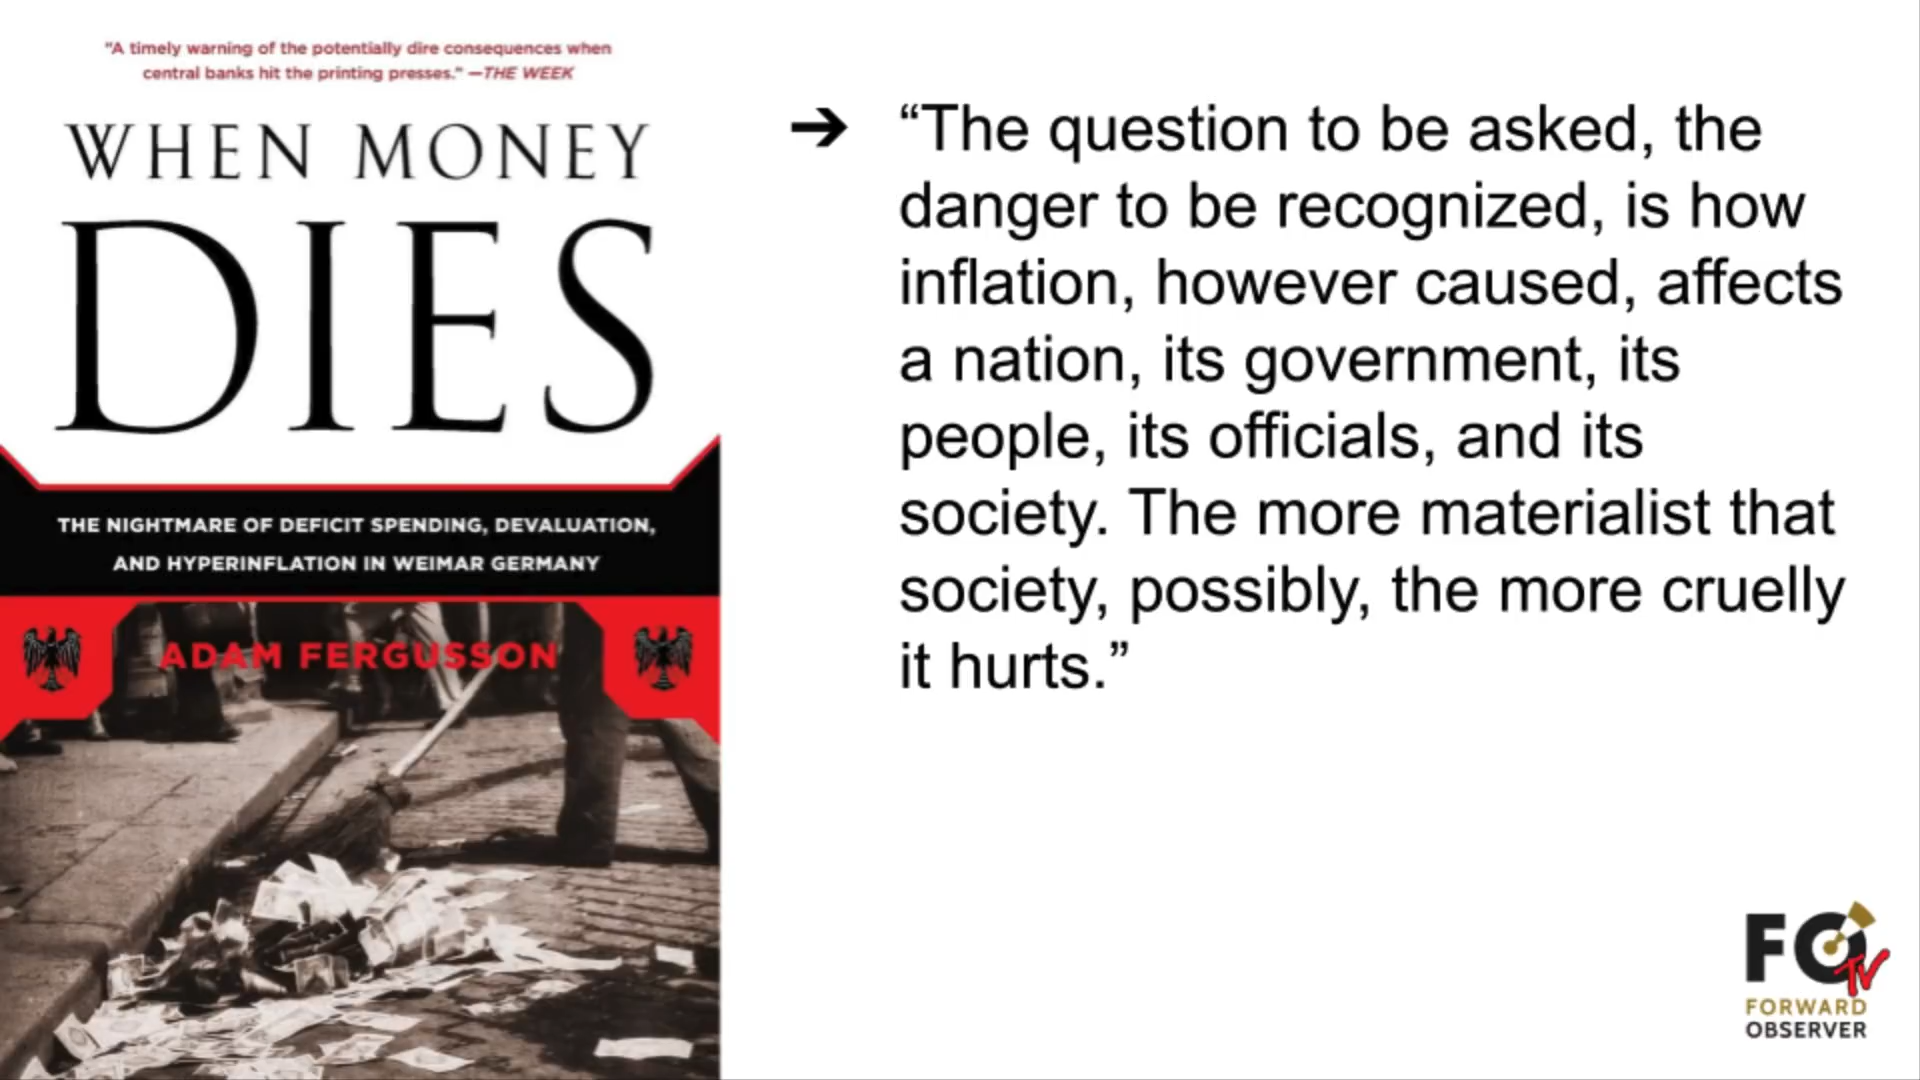 "A timely warning of the potentially dire consequences when
central banks hit the printing presses." —THE WEEK
WHEN MONEY
DIES
THE NIGHTMARE OF DEFICIT SPENDING, DEVALUATION,
AND HYPERINFLATION IN WEIMAR GERMANY
ADAM FERGUSSON
➔ “The question to be asked, the
danger to be recognized, is how
inflation, however caused, affects
a nation, its government, its
people, its officials, and its
society. The more materialist that
society, possibly, the more cruelly
it hurts.”
FO
TV
FORWARD
OBSERVER